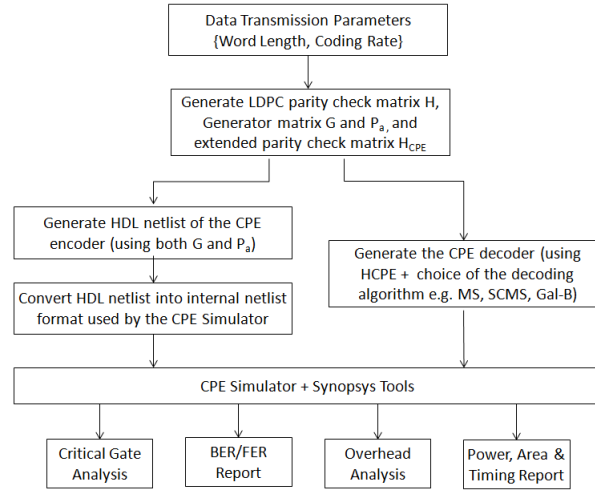 Data Transmission Parameters
{Word Length, Coding Rate}
Generate LDPC parity check matrix H,
Generator matrix G and Pa, and
extended parity check matrix HCPE
Generate HDL netlist of the CPE
encoder (using both G and Pa)
Generate the CPE decoder (using
HCPE + choice of the decoding
algorithm e.g. MS, SCMS, Gal-B)
Convert HDL netlist into internal netlist
format used by the CPE Simulator
CPE Simulator + Synopsys Tools
Critical Gate
Analysis
BER/FER
Report
Overhead
Analysis
Power, Area &
Timing Report